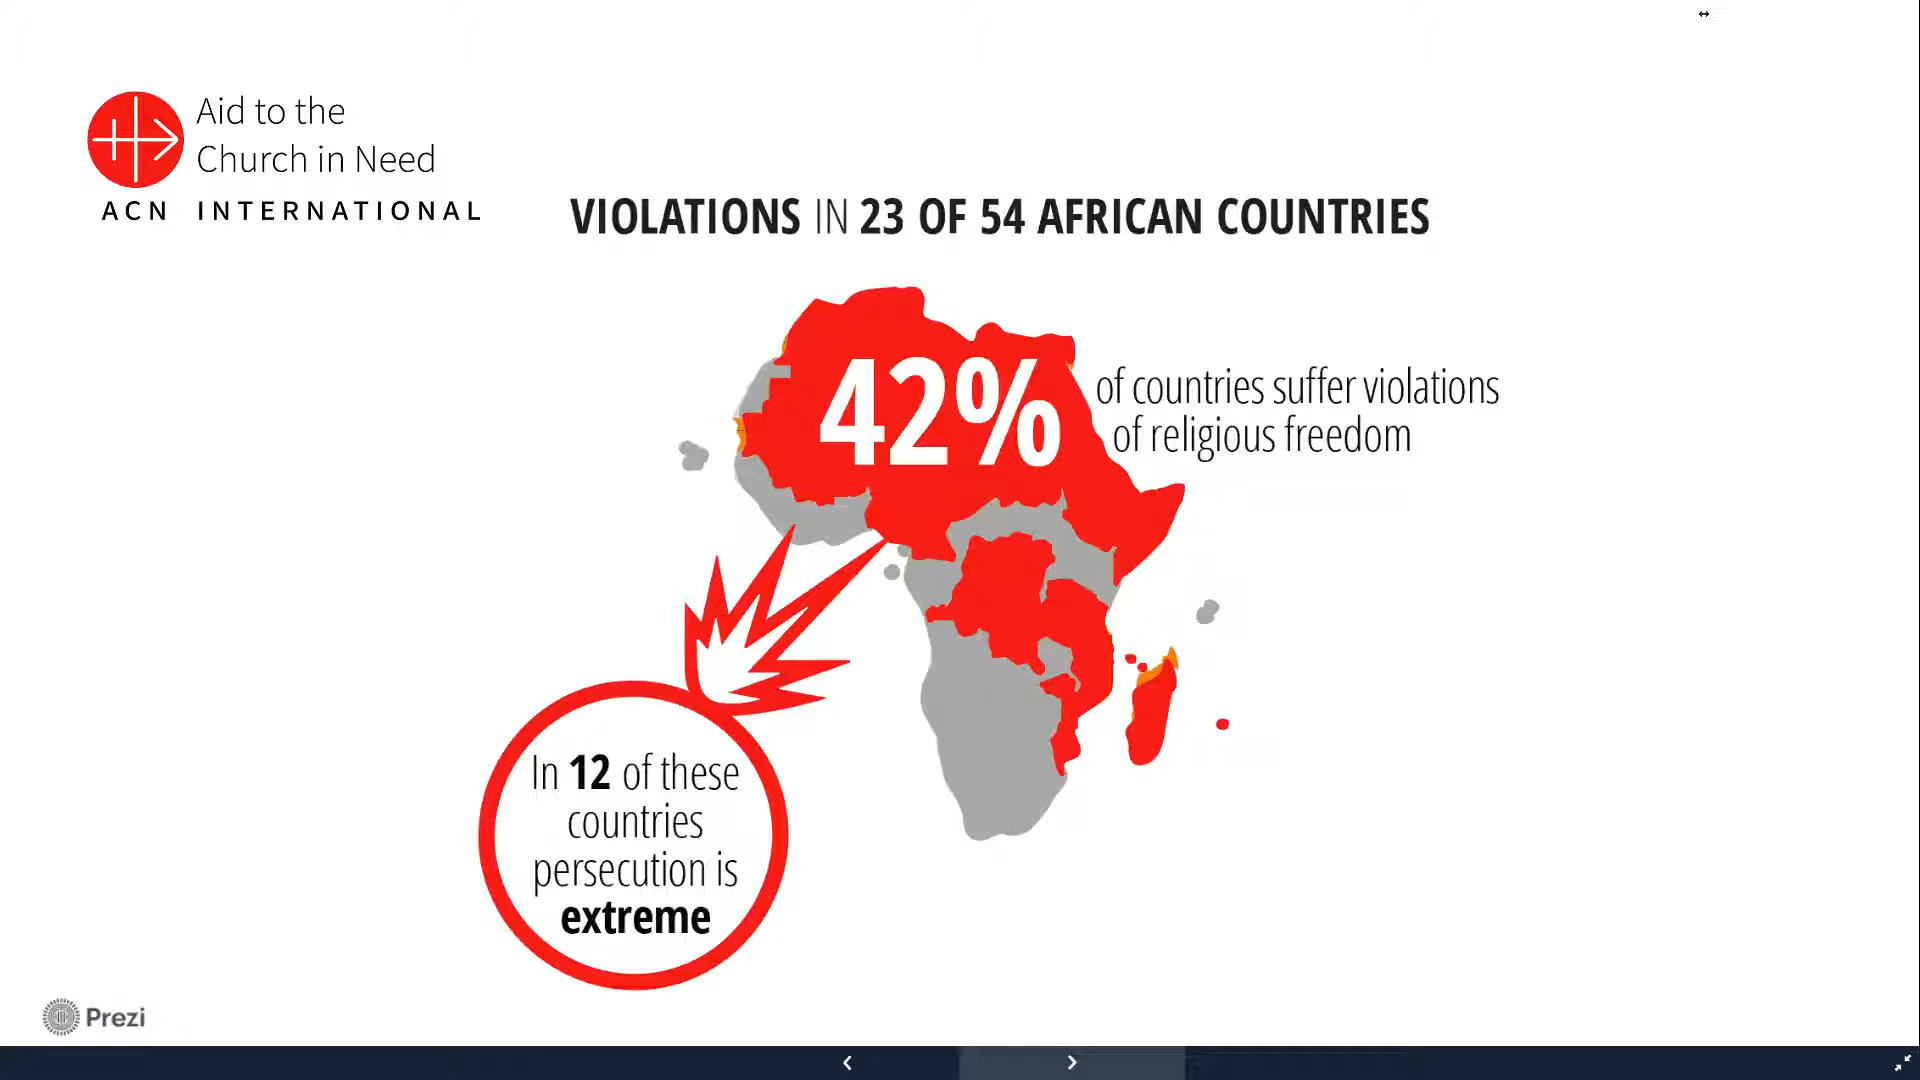 Aid to the
Church in Need
ACN INTERNATIONAL
VIOLATIONS IN 23 OF 54 AFRICAN COUNTRIES
42%
of countries suffer violations
of religious freedom
In 12 of these
countries
persecution is
extreme
Prezi